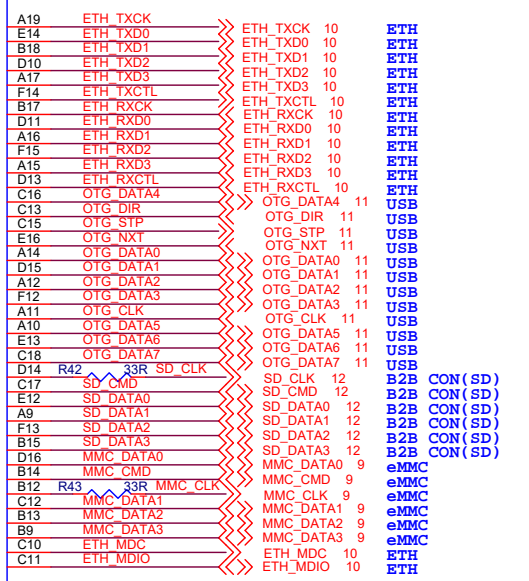 A19 ETH_TXCK ETH_TXCK 10 ETH
E14 ETH_TXD0 ETH_TXD0 10 ETH
B18 ETH_TXD1 ETH_TXD1 10 ETH
D10 ETH_TXD2 ETH_TXD2 10 ETH
A17 ETH_TXD3 ETH_TXD3 10 ETH
F14 ETH_TXCTL ETH_TXCTL 10 ETH
B17 ETH_RXCK ETH_RXCK 10 ETH
D11 ETH_RXD0 ETH_RXD0 10 ETH
A16 ETH_RXD1 ETH_RXD1 10 ETH
F15 ETH_RXD2 ETH_RXD2 10 ETH
A15 ETH_RXD3 ETH_RXD3 10 ETH
D13 ETH_RXCTL ETH_RXCTL 10 ETH
C16 OTG_DATA4 OTG_DATA4 11 USB
C13 OTG_DIR OTG_DIR 11 USB
C15 OTG_STP OTG_STP 11 USB
E16 OTG_NXT OTG_NXT 11 USB
A14 OTG_DATA0 OTG_DATA0 11 USB
D15 OTG_DATA1 OTG_DATA1 11 USB
A12 OTG_DATA2 OTG_DATA2 11 USB
F12 OTG_DATA3 OTG_DATA3 11 USB
A11 OTG_CLK OTG_CLK 11 USB
A10 OTG_DATA5 OTG_DATA5 11 USB
E13 OTG_DATA6 OTG_DATA6 11 USB
C18 OTG_DATA7 OTG_DATA7 11 USB
D14 R42 33R SD_CLK SD_CLK 12 B2B CON(SD)
C17 SD_CMD SD_CMD 12 B2B CON(SD)
E12 SD_DATA0 SD_DATA0 12 B2B CON(SD)
A9 SD_DATA1 SD_DATA1 12 B2B CON(SD)
F13 SD_DATA2 SD_DATA2 12 B2B CON(SD)
B15 SD_DATA3 SD_DATA3 12 B2B CON(SD)
D16 MMC_DATA0 MMC_DATA0 9 eMMC
B14 MMC_CMD MMC_CMD 9 eMMC
B12 R43 33R MMC_CLK MMC_CLK 9 eMMC
C12 MMC_DATA1 MMC_DATA1 9 eMMC
B13 MMC_DATA2 MMC_DATA2 9 eMMC
B9 MMC_DATA3 MMC_DATA3 9 eMMC
C10 ETH_MDC ETH_MDC 10 ETH
C11 ETH_MDIO ETH_MDIO 10 ETH